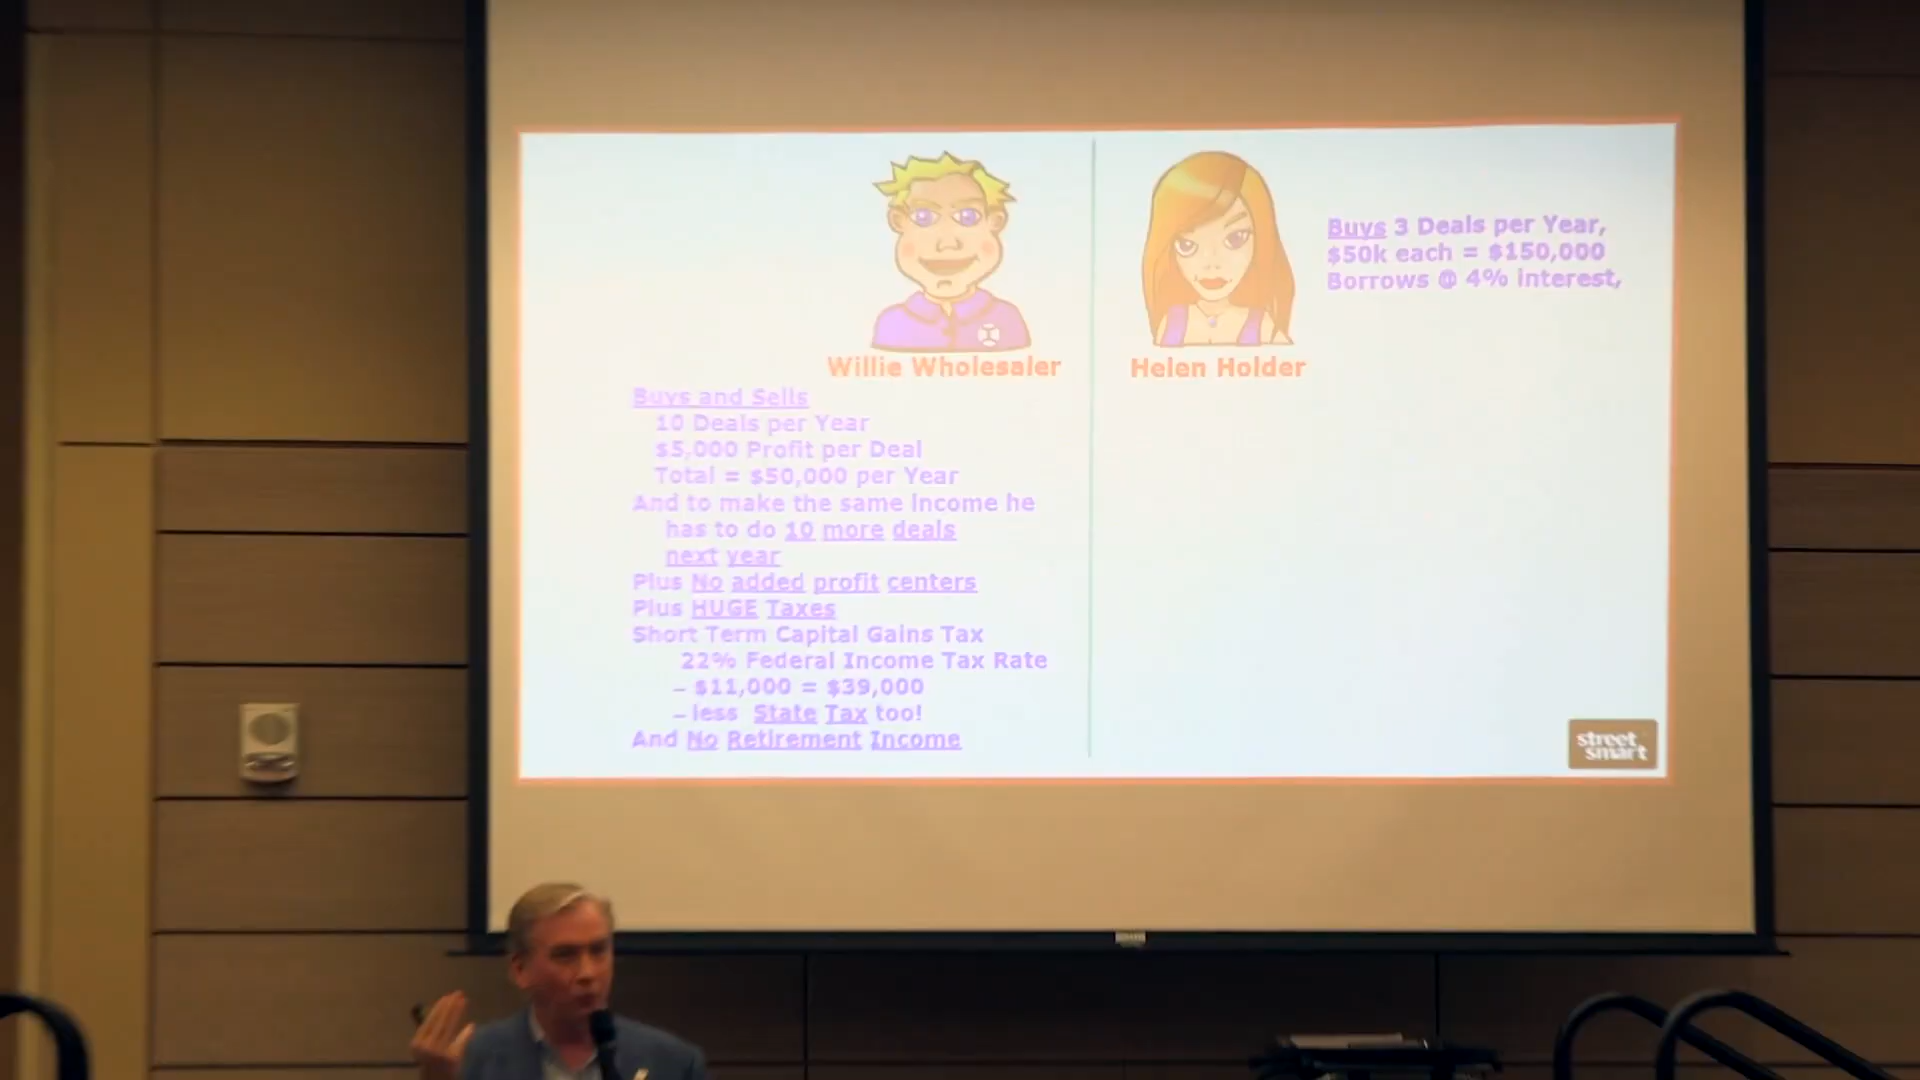 Willie Wholesaler
Buys and Sells
10 Deals per Year
$5,000 Profit per Deal
Total = $50,000 per Year
And to make the same income he
has to do 10 more deals
next year
Plus No added profit centers
Plus HUGE Taxes
Short Term Capital Gains Tax
22% Federal Income Tax Rate
– $11,000 = $39,000
– less State Tax too!
And No Retirement Income
Helen Holder
Buys 3 Deals per Year,
$50k each = $150,000
Borrows @ 4% interest,
street
smart